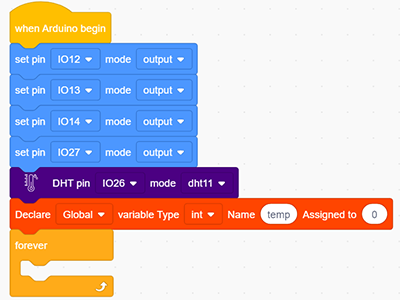 when Arduino begin
set pin IO12 mode output
set pin IO13 mode output
set pin IO14 mode output
set pin IO27 mode output
DHT pin IO26 mode dht11
Declare Global variable Type int Name temp Assigned to 0
forever